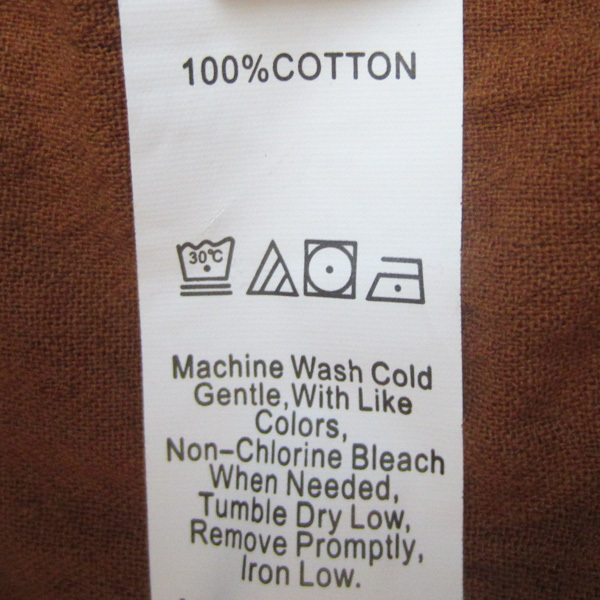 100%COTTON
30℃
Machine Wash Cold
Gentle,With Like
Colors,
Non-Chlorine Bleach
When Needed,
Tumble Dry Low,
Remove Promptly,
Iron Low.